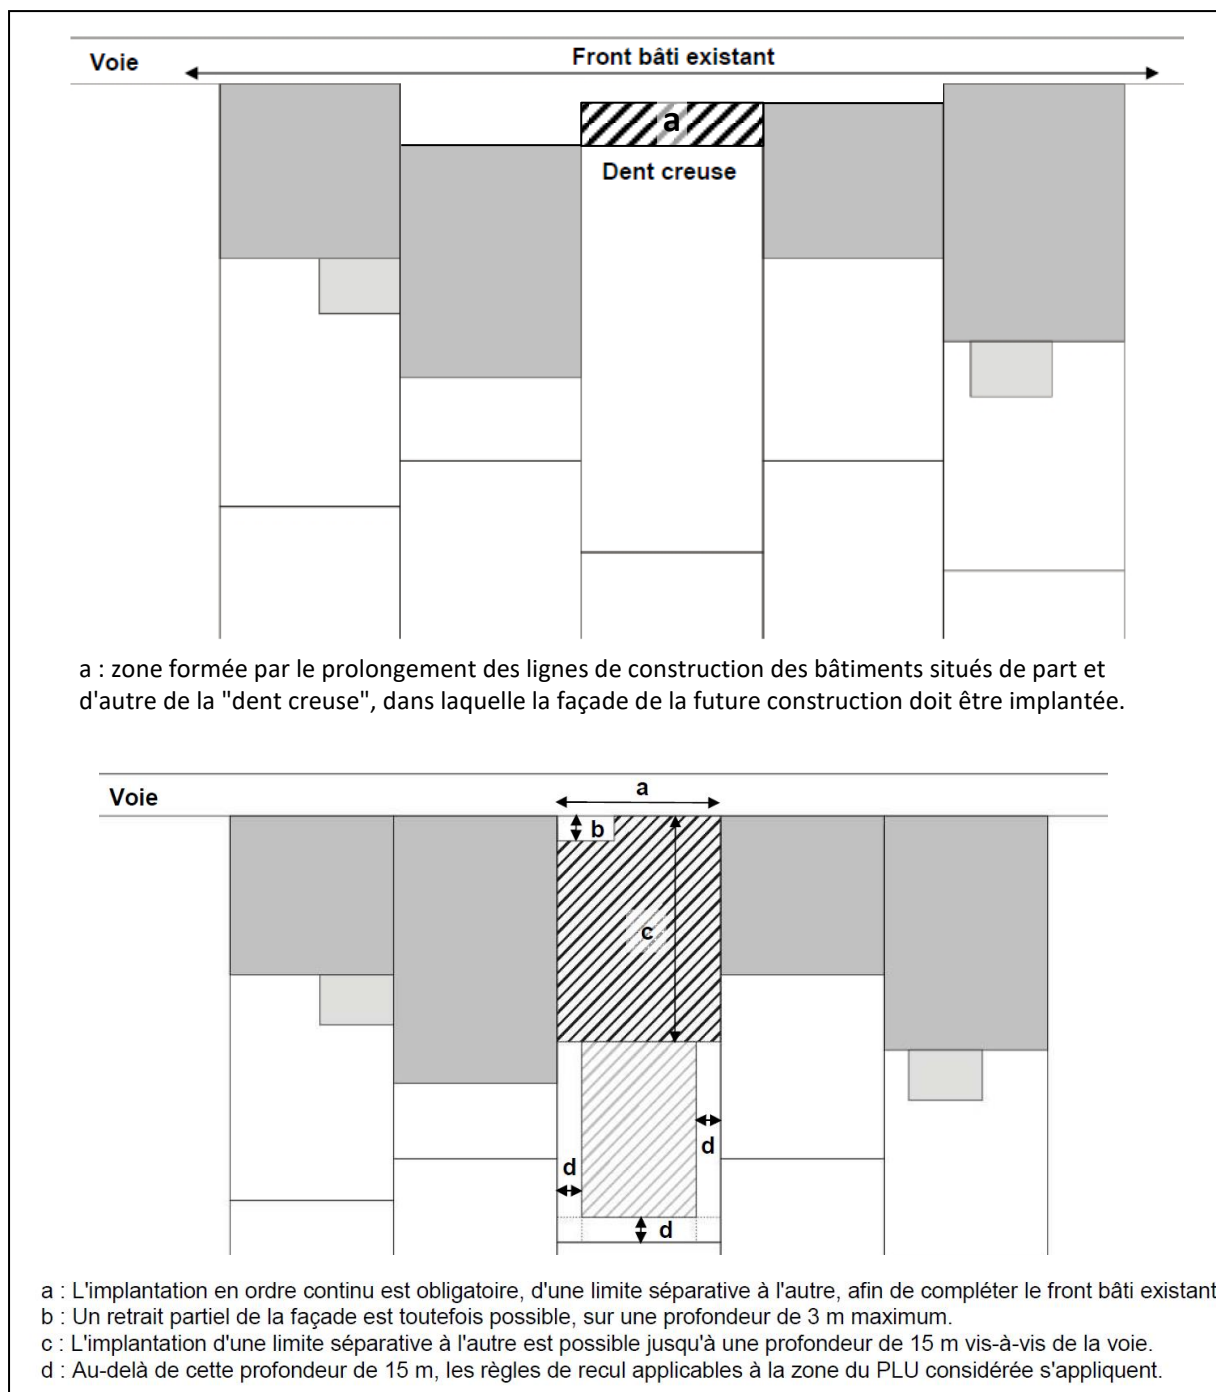 Voie
Front bâti existant
a
Dent creuse
a : zone formée par le prolongement des lignes de construction des bâtiments situés de part et
d'autre de la "dent creuse", dans laquelle la façade de la future construction doit être implantée.
Voie
a
b
c
d
d
d
a : L'implantation en ordre continu est obligatoire, d'une limite séparative à l'autre, afin de compléter le front bâti existant
b : Un retrait partiel de la façade est toutefois possible, sur une profondeur de 3 m maximum.
c : L'implantation d'une limite séparative à l'autre est possible jusqu'à une profondeur de 15 m vis-à-vis de la voie.
d : Au-delà de cette profondeur de 15 m, les règles de recul applicables à la zone du PLU considérée s'appliquent.